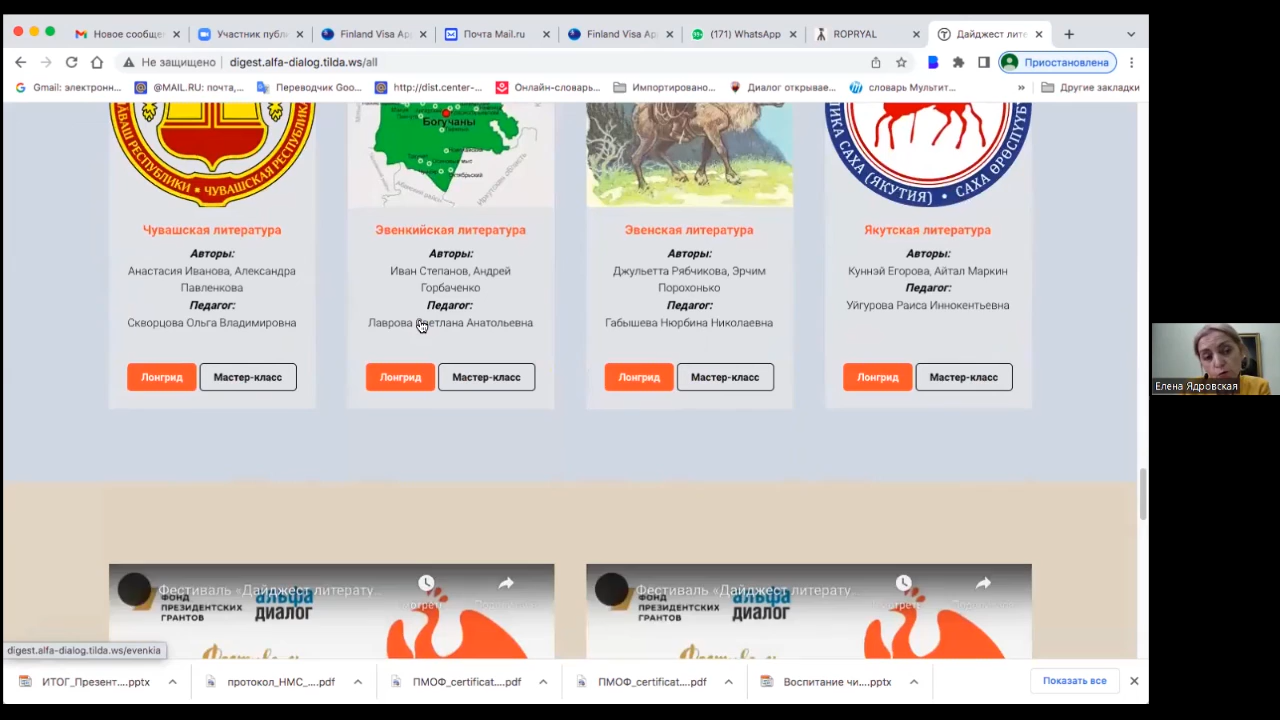 Новое сообще
Участник публ
Finland Visa Ap
Почта Mail.ru
Finland Visa Ap
(171) WhatsApp
ROPRYAL
Дайджест лите
Не защищено
digest.alfa-dialog.tilda.ws/all
Приостановлена
Gmail: электронн...
@MAIL.RU: почта,...
Переводчик Goo...
http://dist.center-...
Онлайн-словарь...
Импортировано...
Диалог открывае...
словарь Мультит...
Другие закладки
ЧУВАШСКАЯ РЕСПУБЛИКА
Богучаны
Иркутская область
(ЯКУТИЯ)
Чувашская литература
Авторы:
Анастасия Иванова, Александра
Павленкова
Педагог:
Скворцова Ольга Владимировна
Лонгрид
Мастер-класс
Эвенкийская литература
Авторы:
Иван Степанов, Андрей
Горбаченко
Педагог:
Лаврова Светлана Анатольевна
Лонгрид
Мастер-класс
Эвенская литература
Авторы:
Джульетта Рябчикова, Эрчим
Порохонько
Педагог:
Габышева Нюрбина Николаевна
Лонгрид
Мастер-класс
Якутская литература
Авторы:
Куннэй Егорова, Айтал Маркин
Педагог:
Уйгурова Раиса Иннокентьевна
Лонгрид
Мастер-класс
Елена Ядровская
Фестиваль «Дайджест литерату...
ФОНД
ПРЕЗИДЕНТСКИХ
ГРАНТОВ
альфа
ДИАЛОГ
Фестиваль «Дайджест литерату...
ФОНД
ПРЕЗИДЕНТСКИХ
ГРАНТОВ
альфа
ДИАЛОГ
digest.alfa-dialog.tilda.ws/evenkia
ИТОГ_Презент....pptx
протокол_НМС_....pdf
ПМОФ_certificat....pdf
ПМОФ_certificat....pdf
Воспитание чи....pptx
Показать все